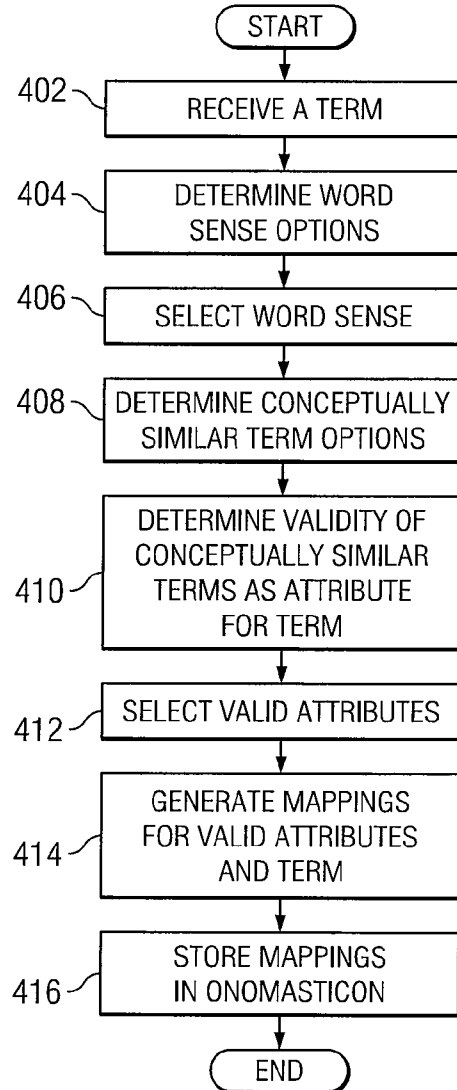 START
402
RECEIVE A TERM
404
DETERMINE WORD
SENSE OPTIONS
406
SELECT WORD SENSE
408
DETERMINE CONCEPTUALLY
SIMILAR TERM OPTIONS
410
DETERMINE VALIDITY OF
CONCEPTUALLY SIMILAR
TERMS AS ATTRIBUTE
FOR TERM
412
SELECT VALID ATTRIBUTES
414
GENERATE MAPPINGS
FOR VALID ATTRIBUTES
AND TERM
416
STORE MAPPINGS
IN ONOMASTICON
END